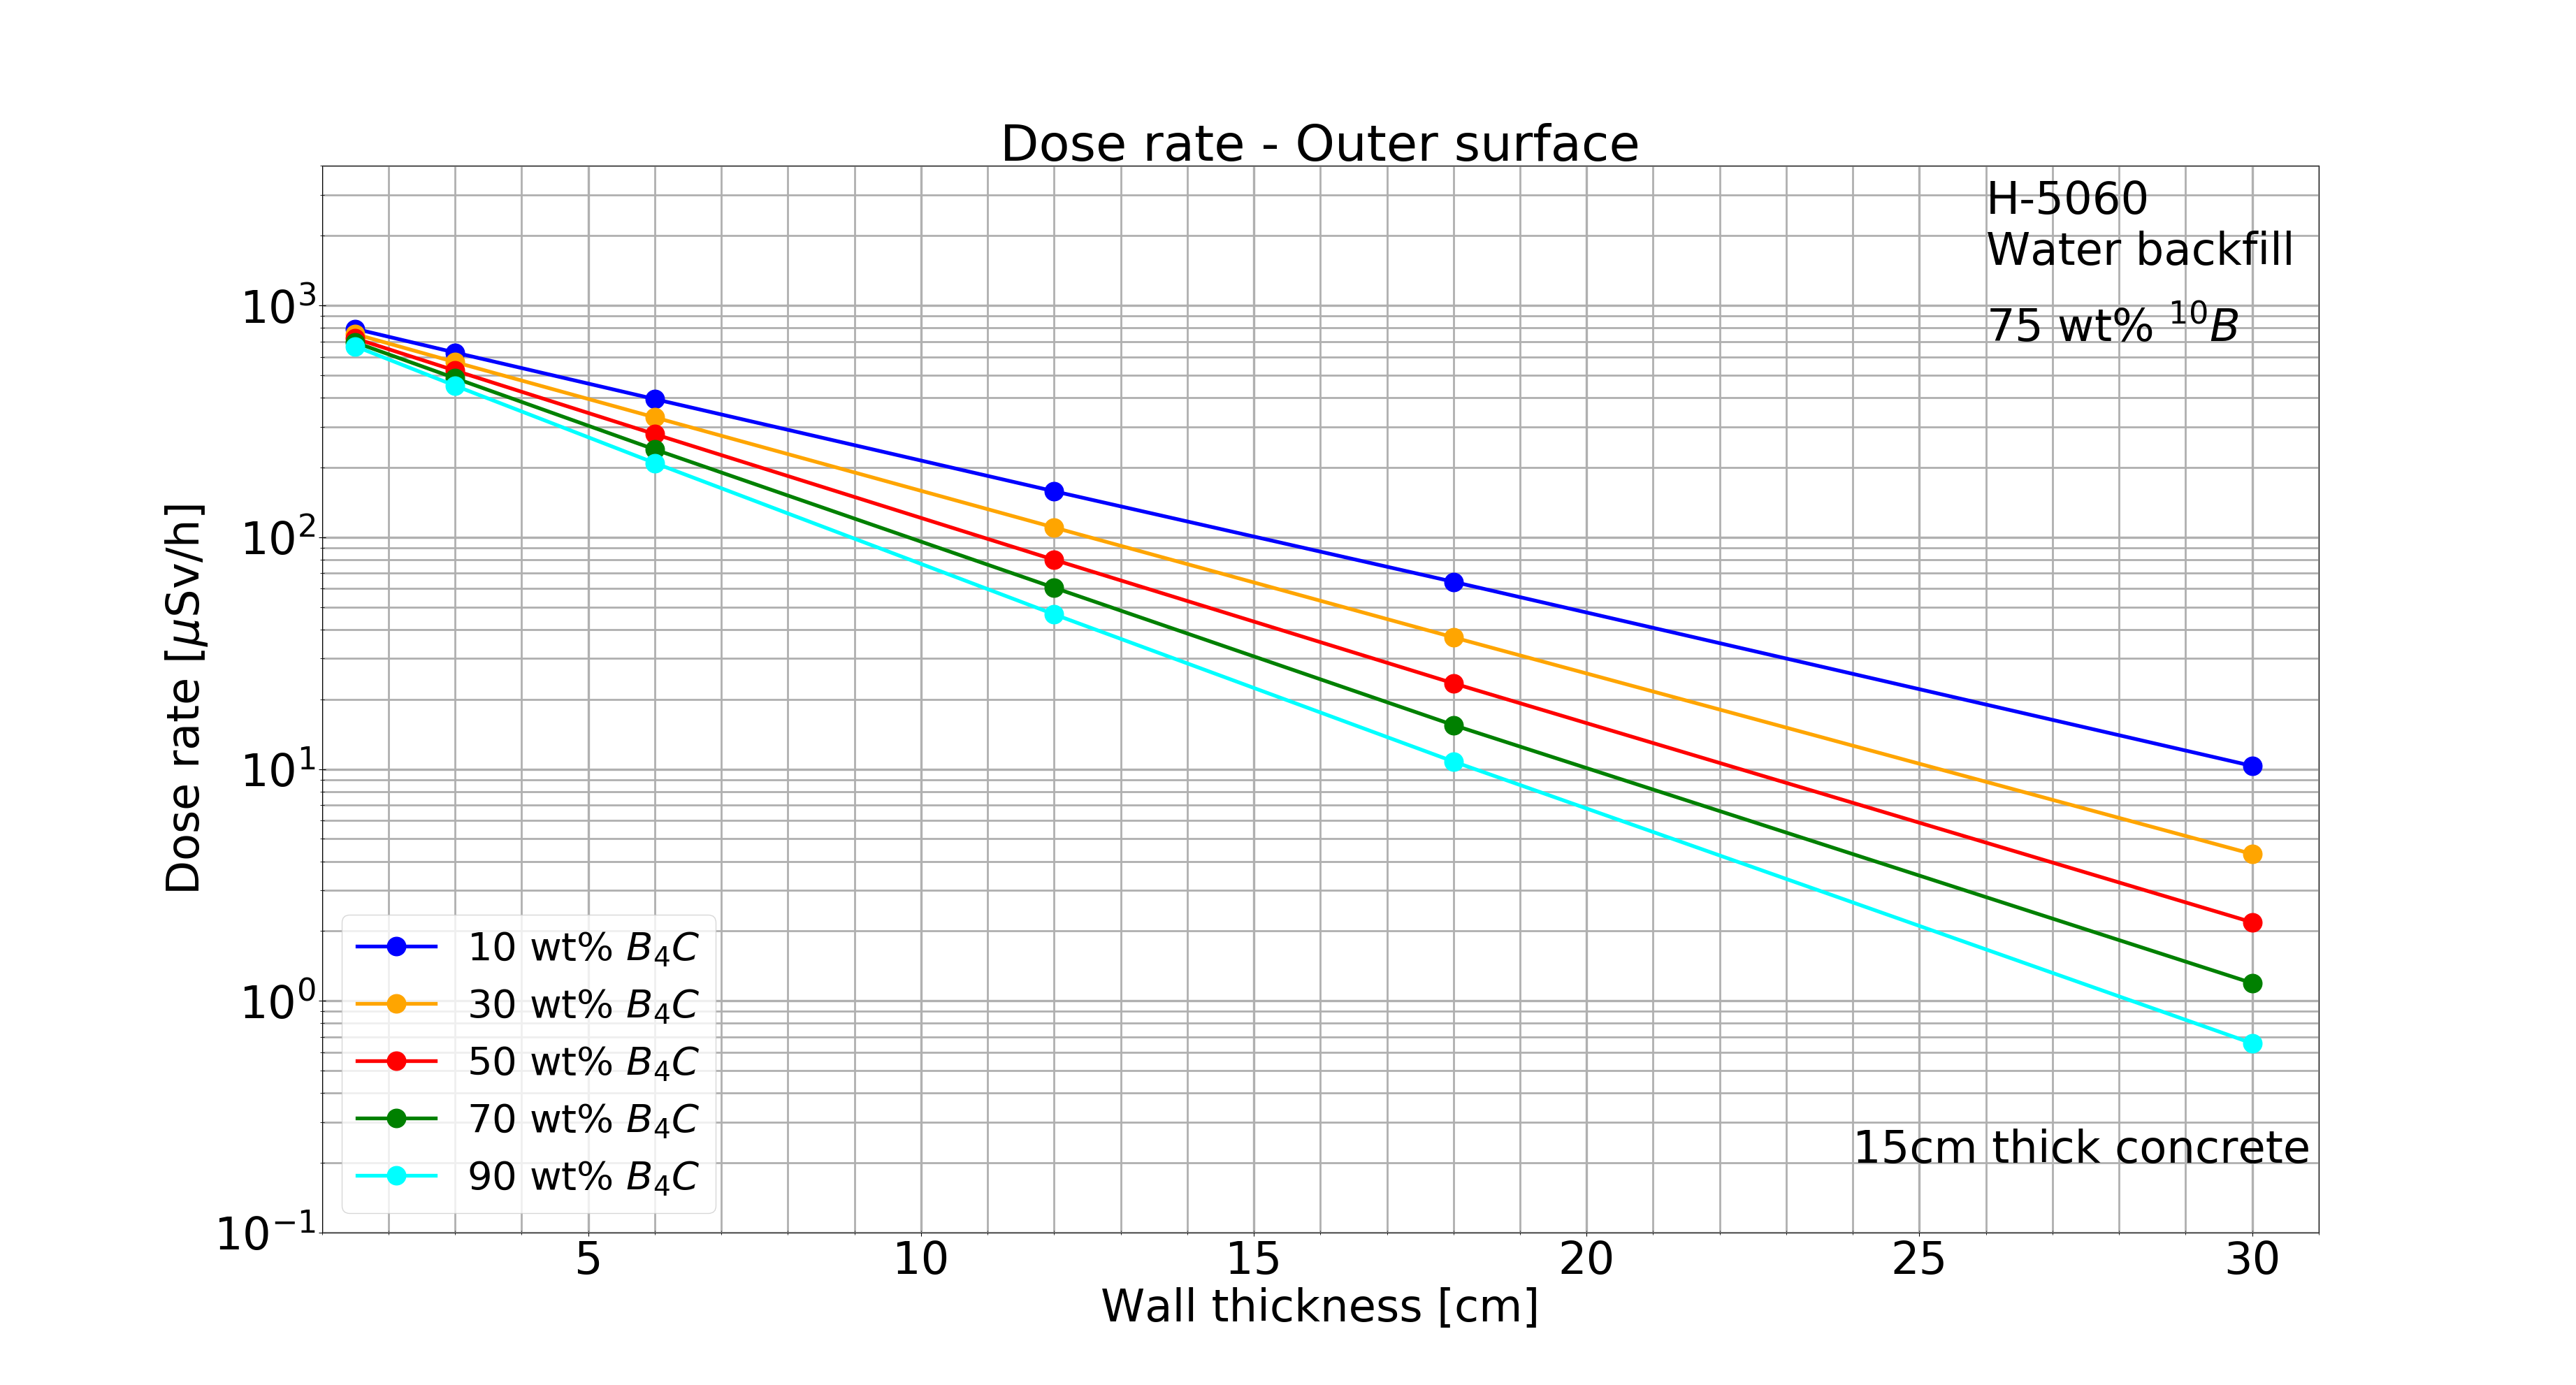 Dose rate - Outer surface
H-5060
Water backfill
75 wt% ¹⁰B
10³
10²
10¹
10⁰
10⁻¹
Dose rate [μSv/h]
10 wt% B₄C
30 wt% B₄C
50 wt% B₄C
70 wt% B₄C
90 wt% B₄C
15cm thick concrete
5 10 15 20 25 30
Wall thickness [cm]